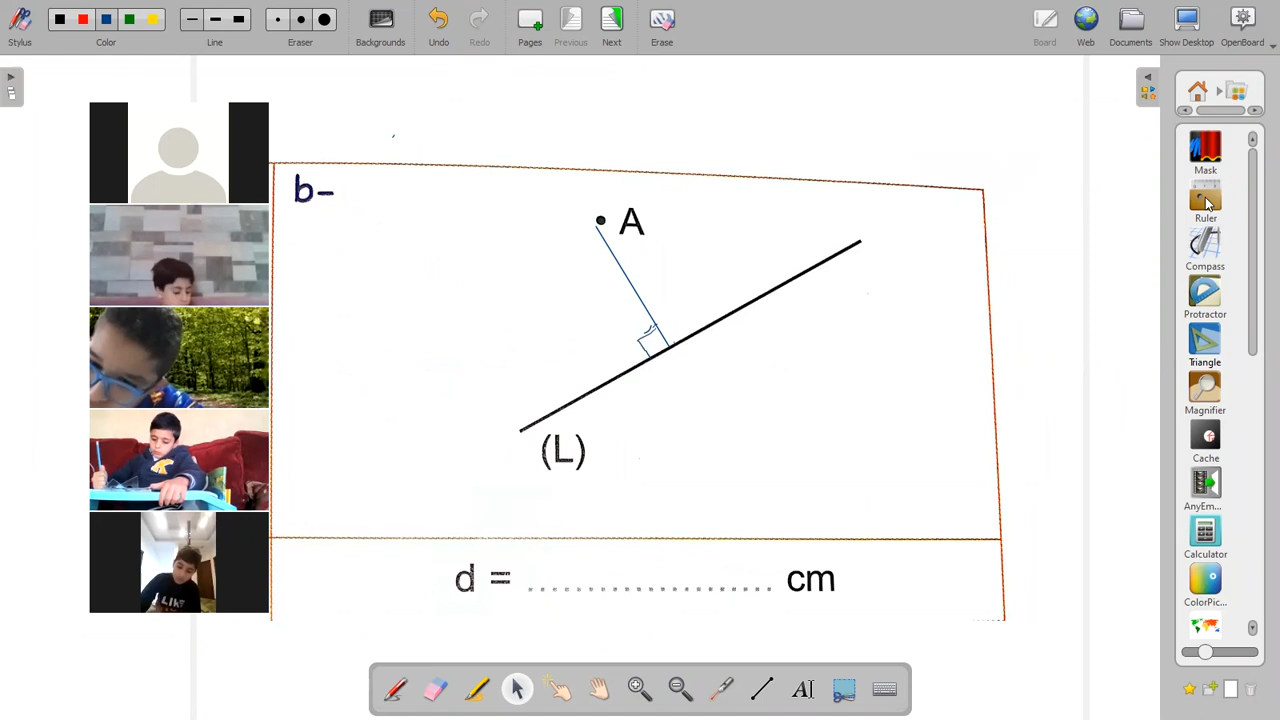 Stylus
Color
Line
Eraser
Backgrounds
Undo
Redo
Pages
Previous
Next
Erase
Board
Web
Documents
Show Desktop
OpenBoard
b-
A
(L)
d = .................... cm
Mask
Ruler
Compass
Protractor
Triangle
Magnifier
Cache
AnyEm...
Calculator
ColorPic...